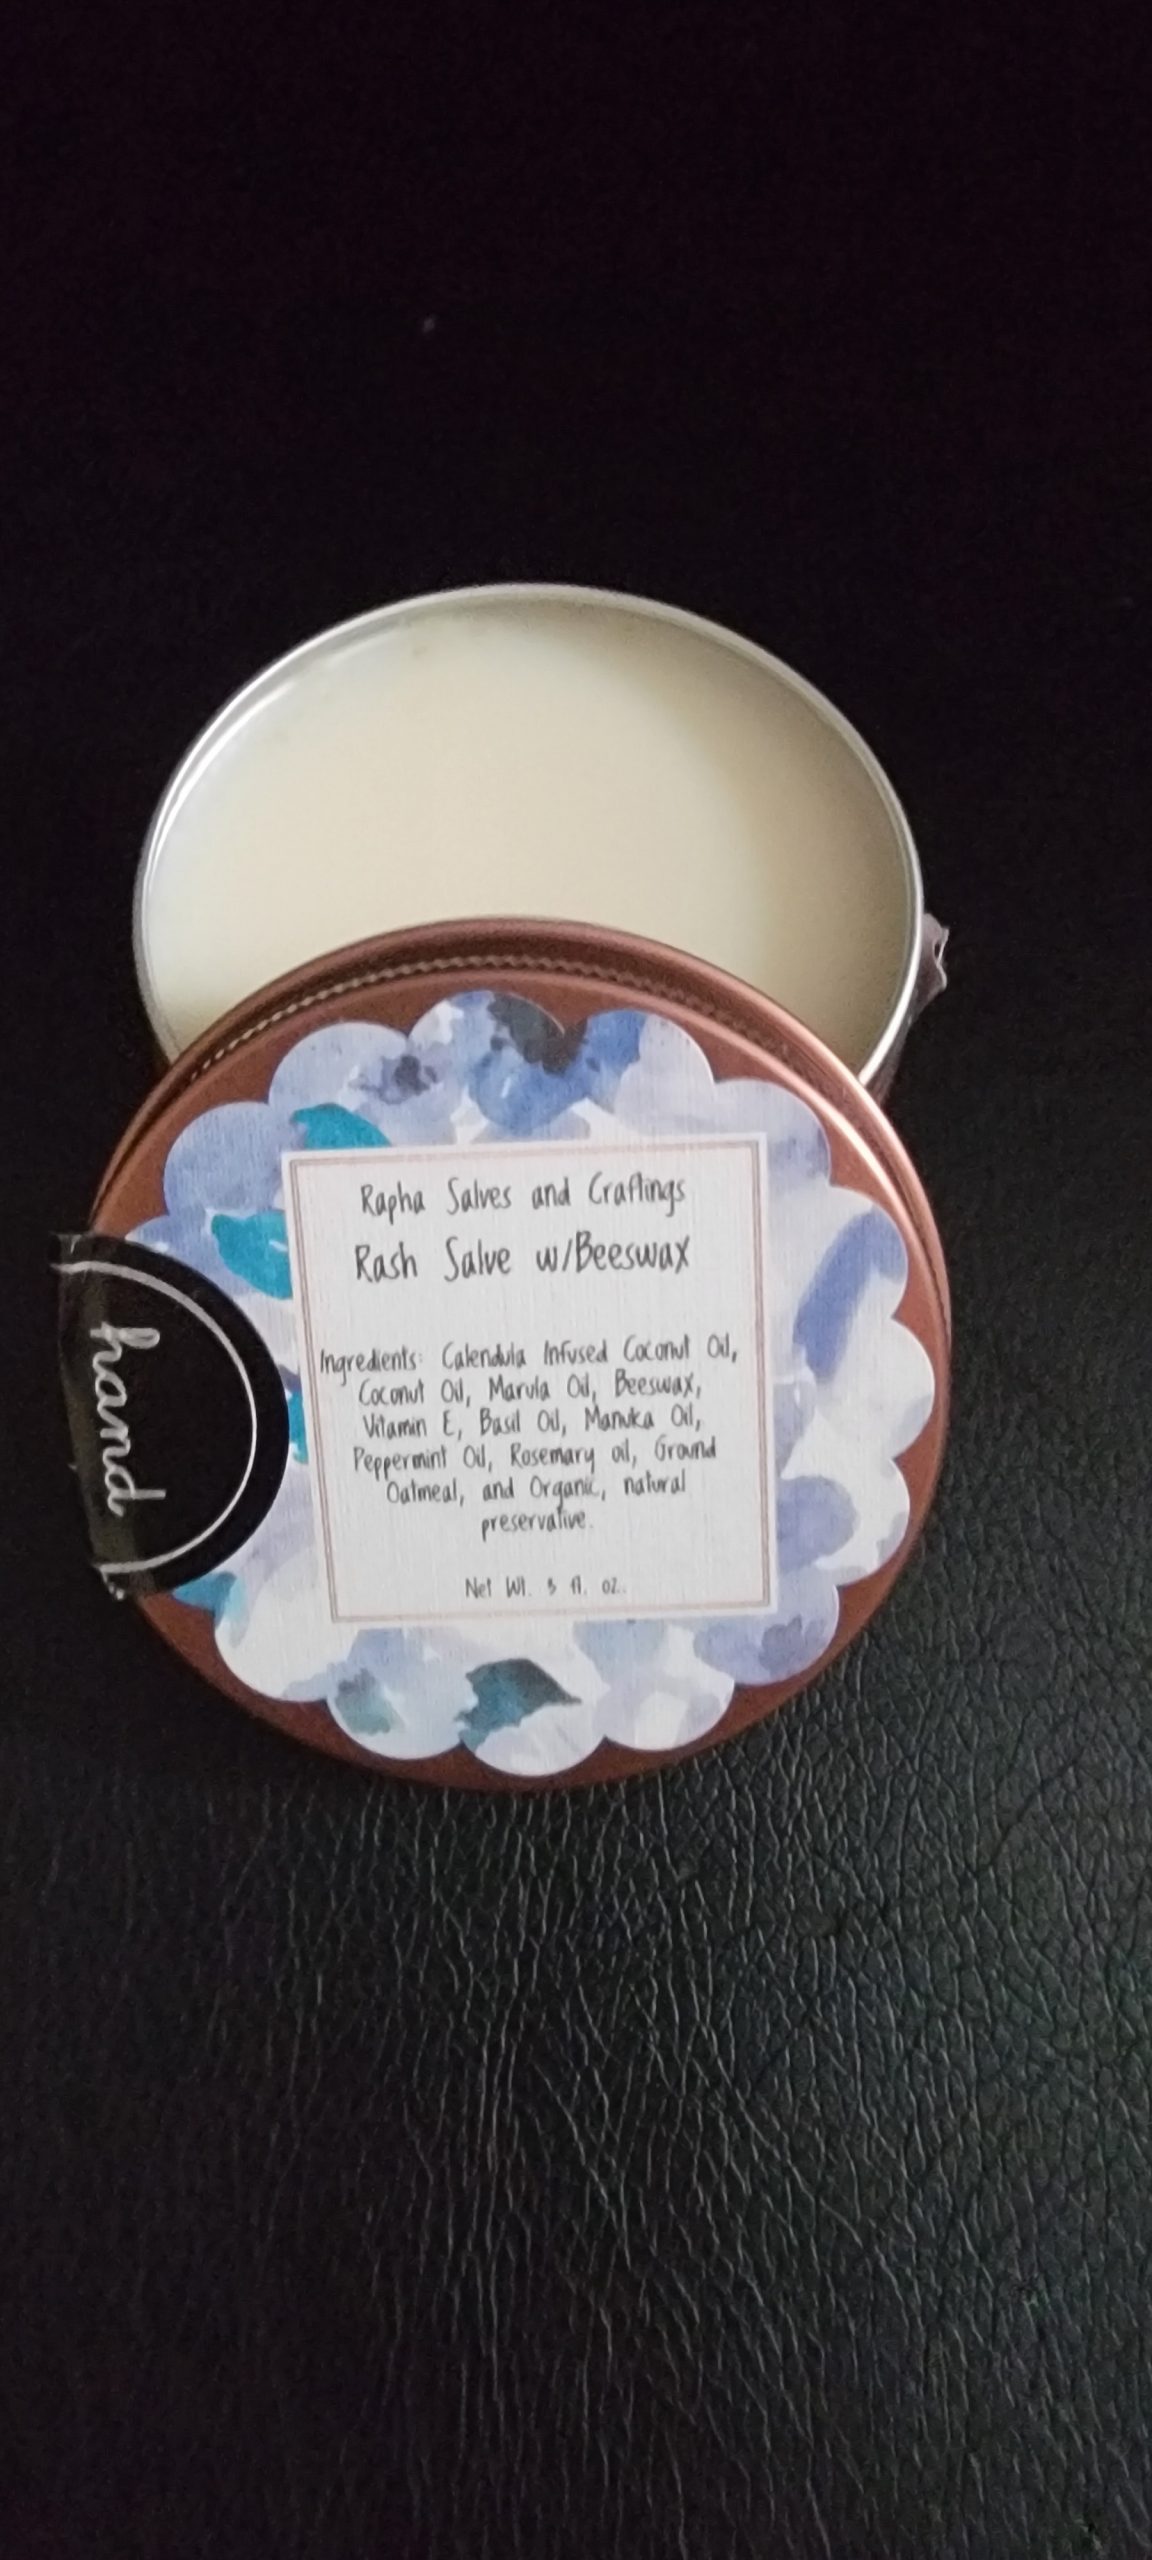 Rapha Salves and Craftings
Rash Salve w/Beeswax
Ingredients: Calendula Infused Coconut Oil,
Coconut Oil, Marula Oil, Beeswax,
Vitamin E, Basil Oil, Manuka Oil,
Peppermint Oil, Rosemary oil, Ground
Oatmeal, and Organic, natural
preservative.
Net Wt. 3 fl. oz.
hand